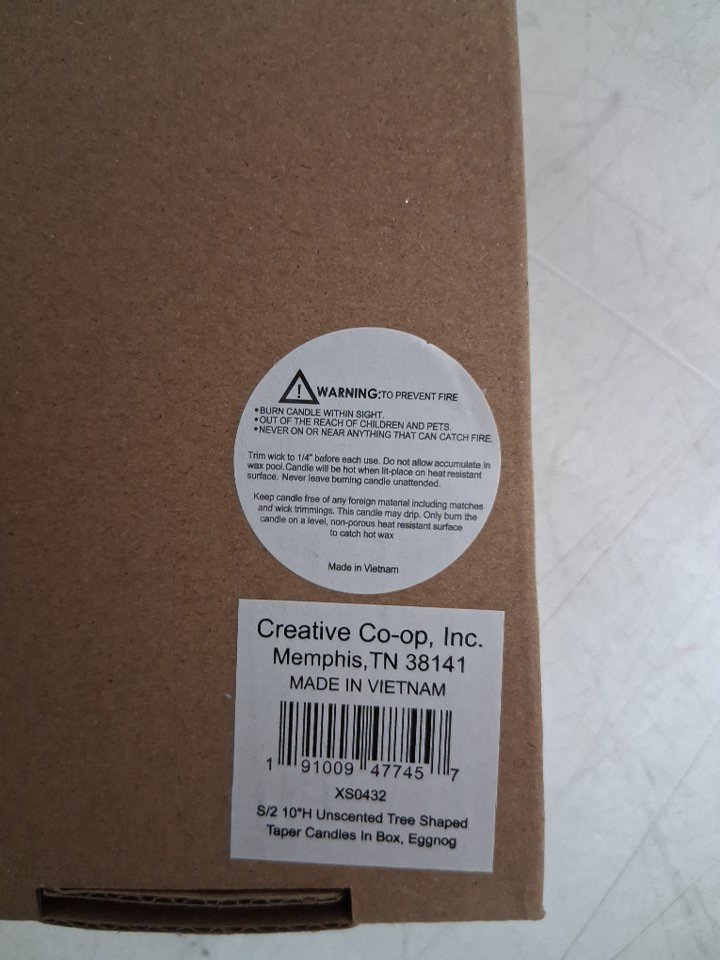 WARNING:TO PREVENT FIRE
•BURN CANDLE WITHIN SIGHT.
•OUT OF THE REACH OF CHILDREN AND PETS.
•NEVER ON OR NEAR ANYTHING THAT CAN CATCH FIRE.
Trim wick to 1/4" before each use. Do not allow accumulate in
wax pool.Candle will be hot when lit-place on heat resistant
surface. Never leave burning candle unattended.
Keep candle free of any foreign material including matches
and wick trimmings. This candle may drip. Only burn the
candle on a level, non-porous heat resistant surface
to catch hot wax
Made in Vietnam
Creative Co-op, Inc.
Memphis,TN 38141
MADE IN VIETNAM
1 91009 47745 7
XS0432
S/2 10"H Unscented Tree Shaped
Taper Candles in Box, Eggnog